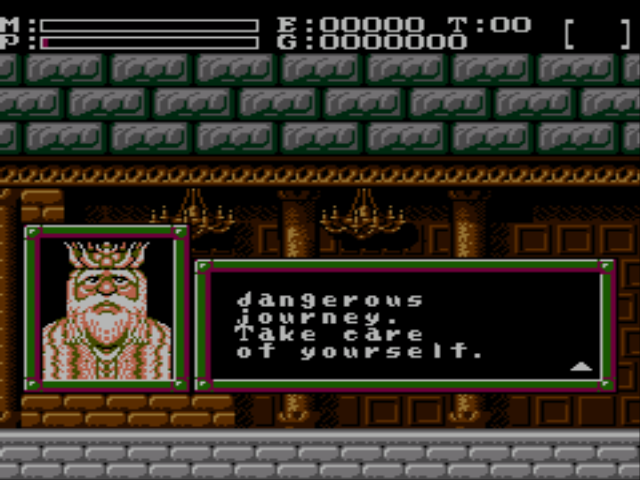 M: E:00000 T:00 [ ]
P: G:0000000
dangerous
journey.
Take care
of yourself.